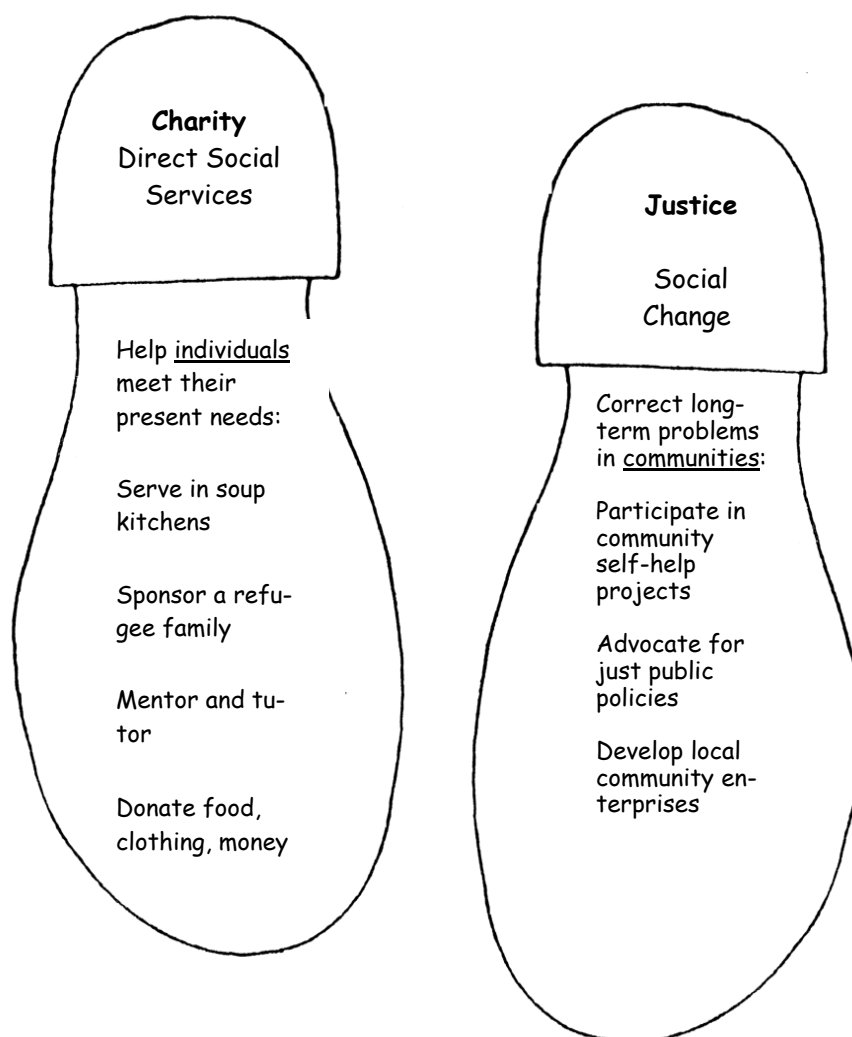 Charity
Direct Social
Services
Help individuals
meet their
present needs:
Serve in soup
kitchens
Sponsor a refu-
gee family
Mentor and tu-
tor
Donate food,
clothing, money
Justice
Social
Change
Correct long-
term problems
in communities:
Participate in
community
self-help
projects
Advocate for
just public
policies
Develop local
community en-
terprises